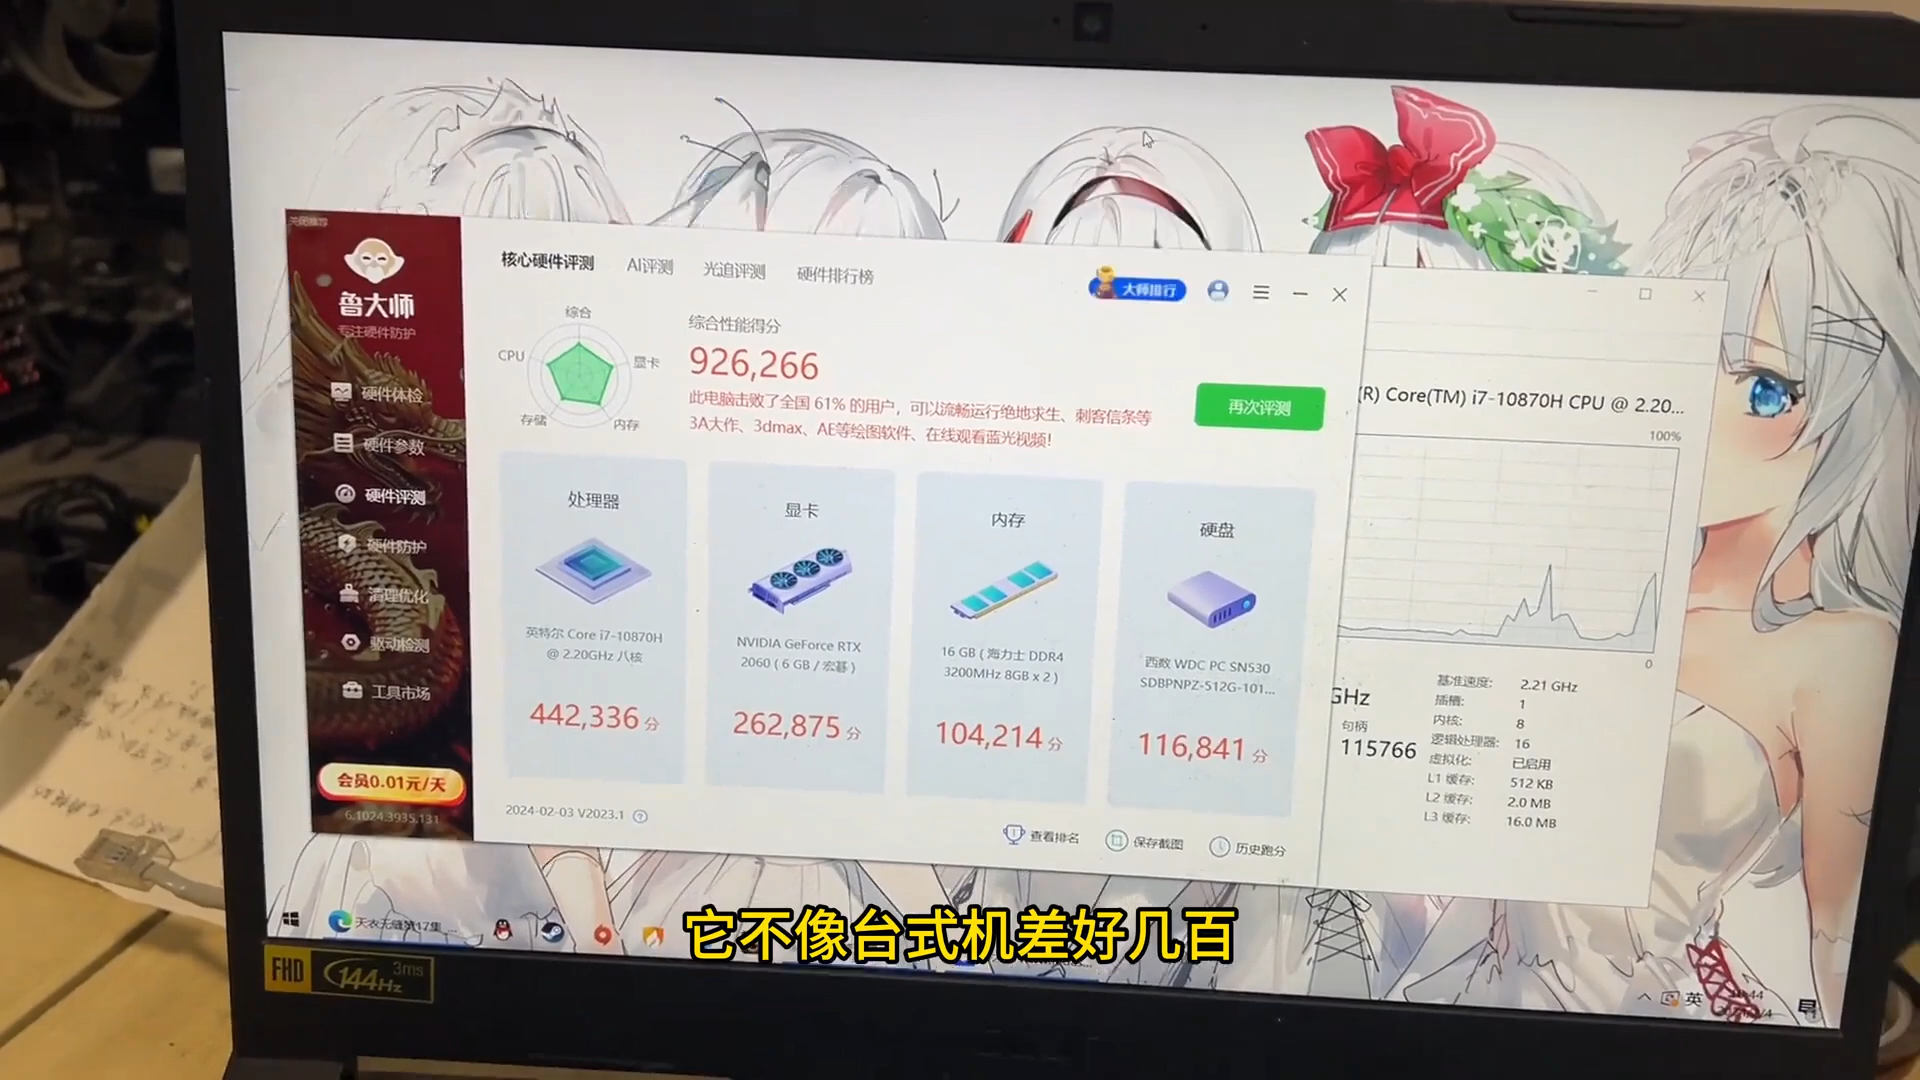 鲁大师
专注硬件防护
硬件体检
硬件参数
硬件评测
硬件防护
清理优化
驱动检测
工具市场
会员0.01元/天
6.1024.3935.131
核心硬件评测
AI评测
光追评测
硬件排行榜
大师排行
综合
CPU
显卡
存储
内存
综合性能得分
926,266
此电脑击败了全国 61% 的用户，可以流畅运行绝地求生、刺客信条等
3A大作、3dmax、AE等绘图软件、在线观看蓝光视频！
再次评测
处理器
英特尔 Core i7-10870H
@ 2.20GHz 八核
442,336 分
显卡
NVIDIA GeForce RTX
2060 ( 6 GB / 宏碁 )
262,875 分
内存
16 GB ( 海力士 DDR4
3200MHz 8GB x 2 )
104,214 分
硬盘
西数 WDC PC SN530
SDBPNPZ-512G-101...
116,841 分
2024-02-03 V2023.1
查看排名
保存截图
历史跑分
(R) Core(TM) i7-10870H CPU @ 2.20...
100%
0
GHz
句柄
115766
基准速度: 2.21 GHz
插槽: 1
内核: 8
逻辑处理器: 16
虚拟化: 已启用
L1 缓存: 512 KB
L2 缓存: 2.0 MB
L3 缓存: 16.0 MB
天衣无缝第17集
英
它不像台式机差好几百
FHD
144Hz
3ms